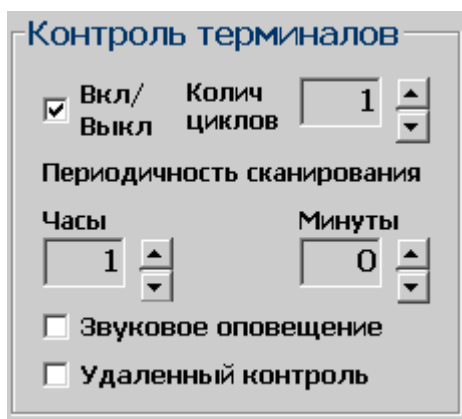 Контроль терминалов
Вкл/ Колич 1
Выкл циклов
Периодичность сканирования
Часы Минуты
1 0
Звуковое оповещение
Удаленный контроль